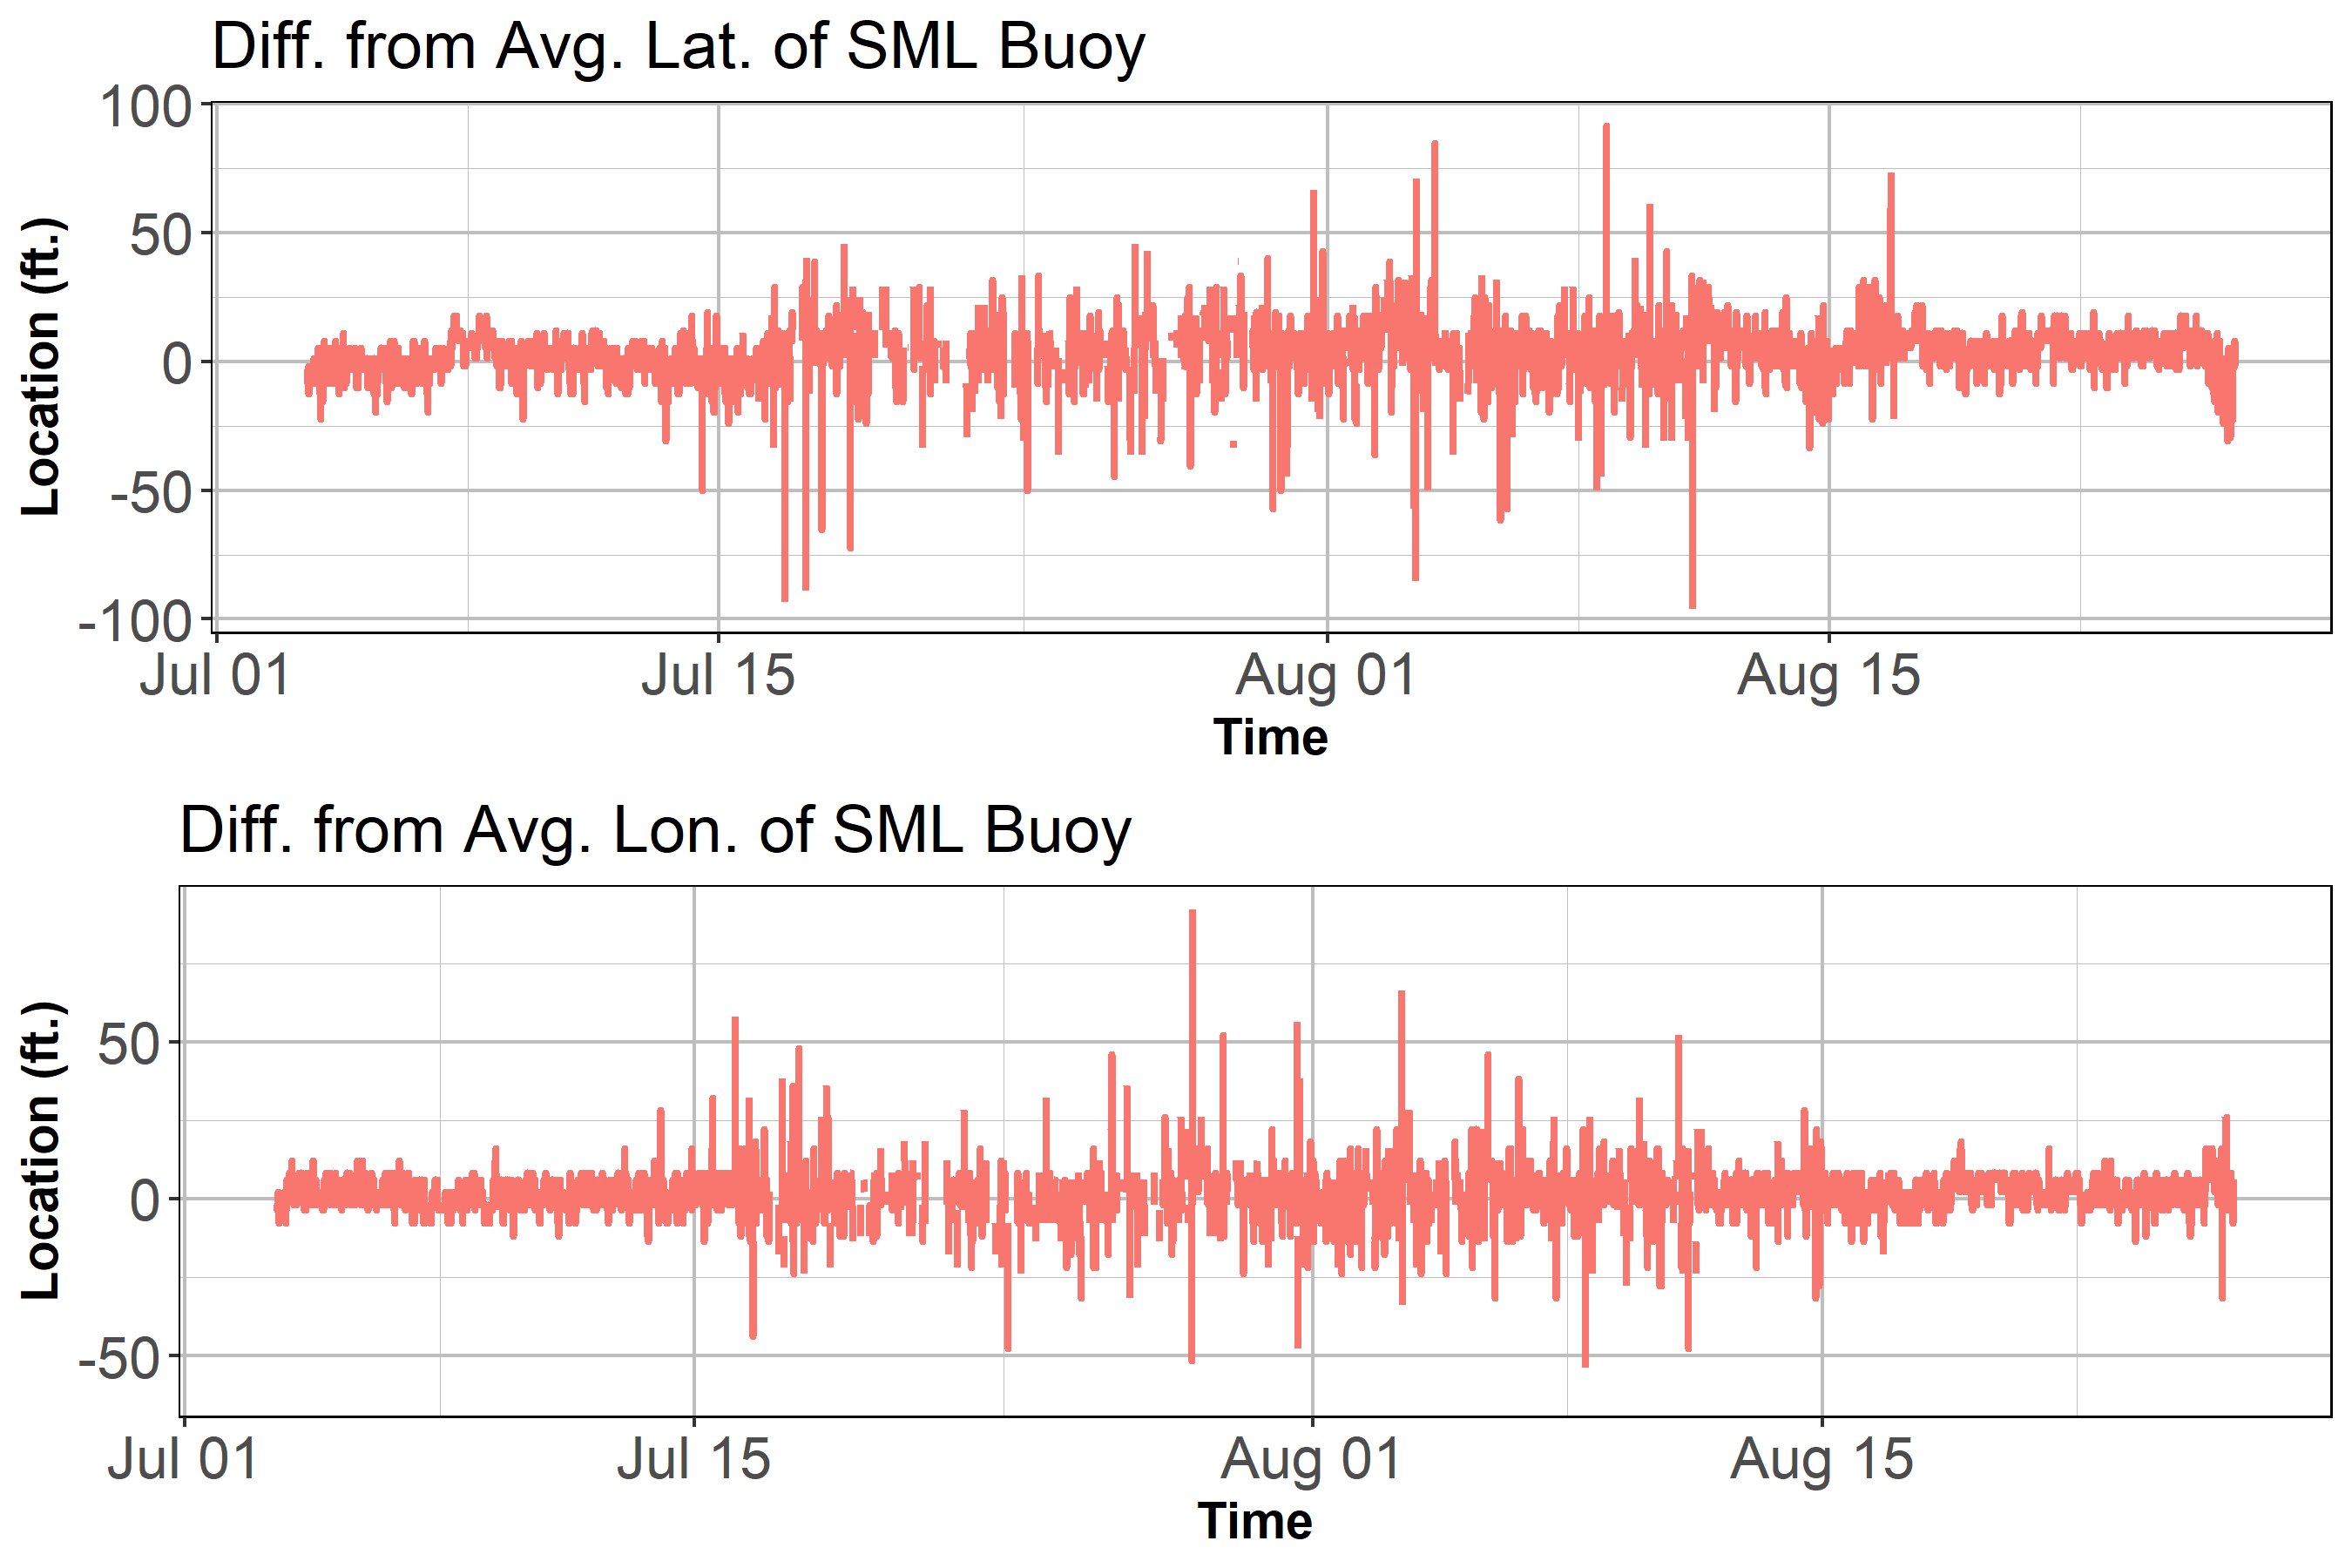 Diff. from Avg. Lat. of SML Buoy
100
50
0
-50
-100
Location (ft.)
Jul 01 Jul 15 Aug 01 Aug 15
Time
Diff. from Avg. Lon. of SML Buoy
50
0
-50
Location (ft.)
Jul 01 Jul 15 Aug 01 Aug 15
Time